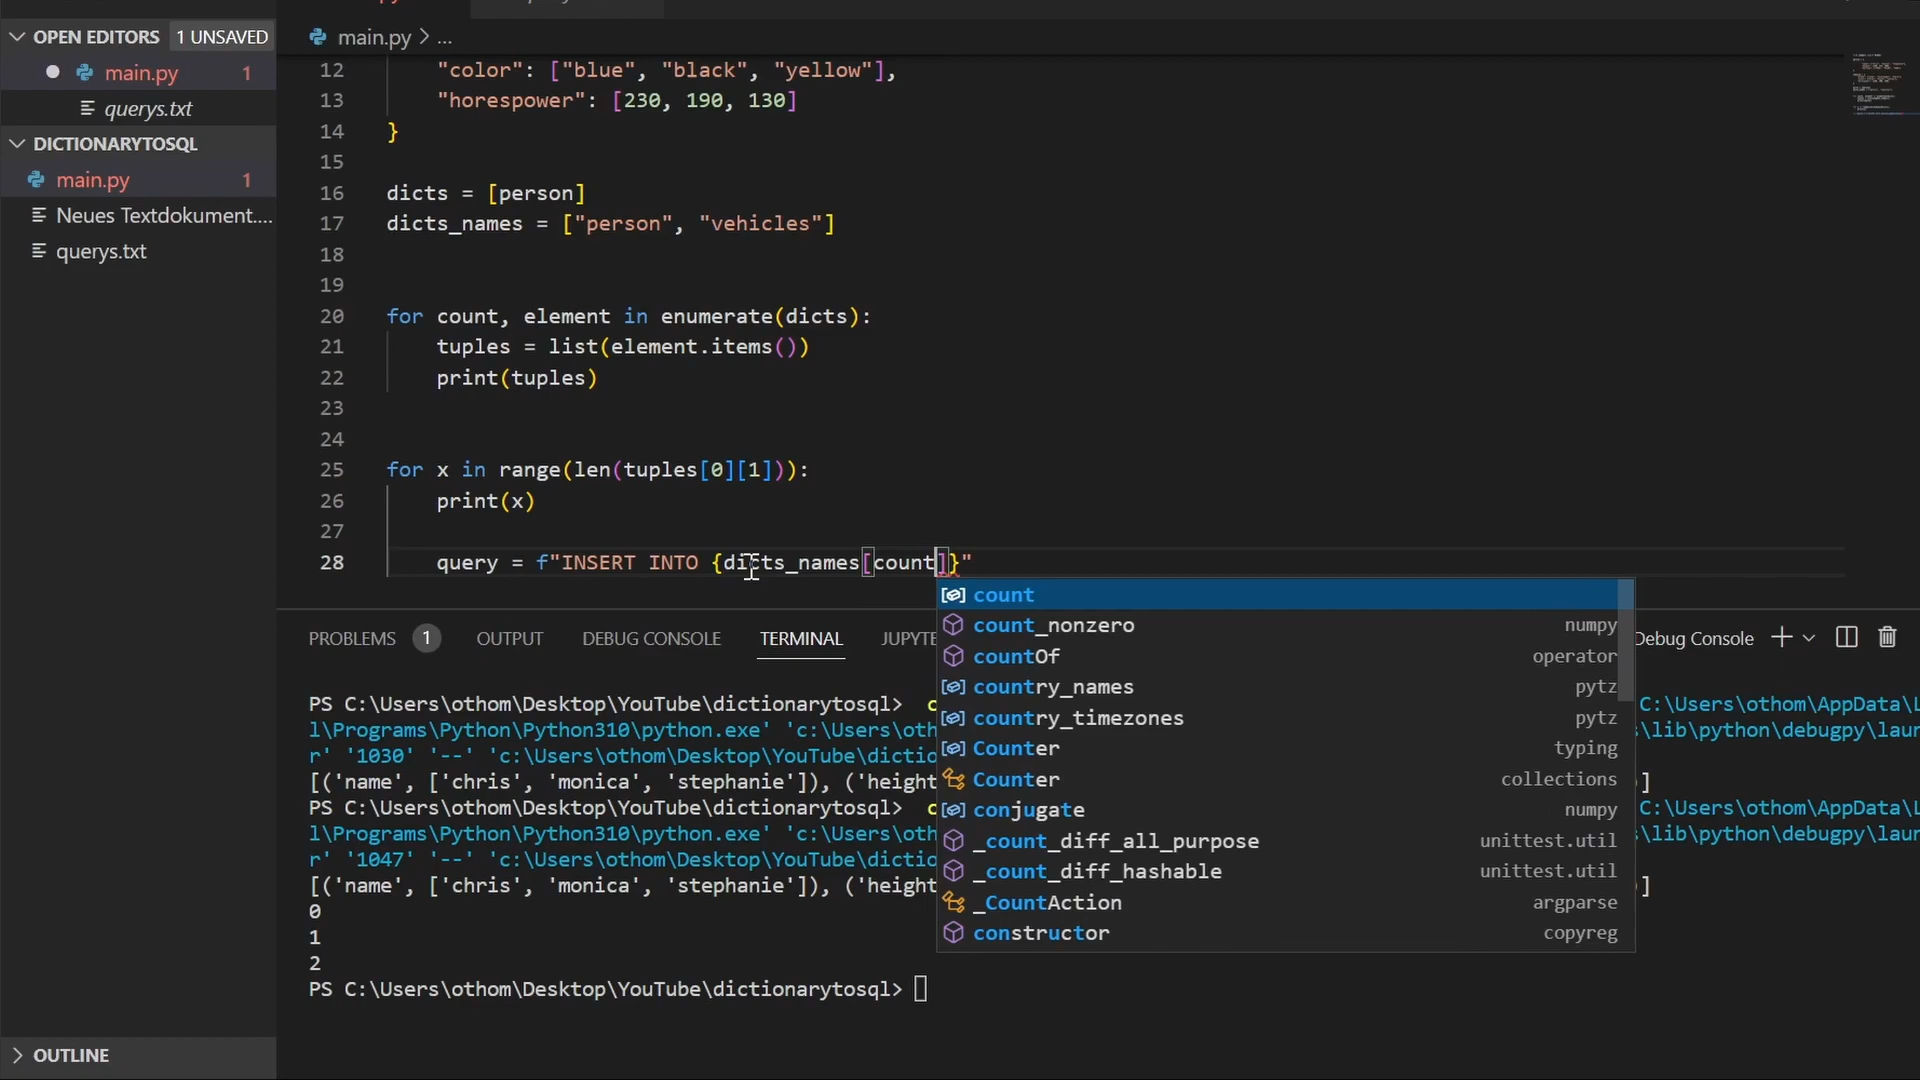 OPEN EDITORS 1 UNSAVED
main.py 1
querys.txt
DICTIONARYTOSQL
main.py 1
Neues Textdokument....
querys.txt
OUTLINE
main.py > ...
12 "color": ["blue", "black", "yellow"],
13 "horespower": [230, 190, 130]
14 }
15
16 dicts = [person]
17 dicts_names = ["person", "vehicles"]
18
19
20 for count, element in enumerate(dicts):
21 tuples = list(element.items())
22 print(tuples)
23
24
25 for x in range(len(tuples[0][1])):
26 print(x)
27
28 query = f"INSERT INTO {dicts_names[count]}"
count
count_nonzero numpy
countOf operator
country_names pytz
country_timezones pytz
Counter typing
Counter collections
conjugate numpy
_count_diff_all_purpose unittest.util
_count_diff_hashable unittest.util
_CountAction argparse
constructor copyreg
PROBLEMS 1 OUTPUT DEBUG CONSOLE TERMINAL JUPYTE Debug Console
PS C:\Users\othom\Desktop\YouTube\dictionarytosql> C:\Users\othom\AppData\L
l\Programs\Python\Python310\python.exe' 'c:\Users\oth \lib\python\debugpy\laun
r' '1030' '--' 'c:\Users\othom\Desktop\YouTube\dictio
[('name', ['chris', 'monica', 'stephanie']), ('height ]
PS C:\Users\othom\Desktop\YouTube\dictionarytosql> C:\Users\othom\AppData\L
l\Programs\Python\Python310\python.exe' 'c:\Users\oth \lib\python\debugpy\laun
r' '1047' '--' 'c:\Users\othom\Desktop\YouTube\dictio
[('name', ['chris', 'monica', 'stephanie']), ('height ]
0
1
2
PS C:\Users\othom\Desktop\YouTube\dictionarytosql>